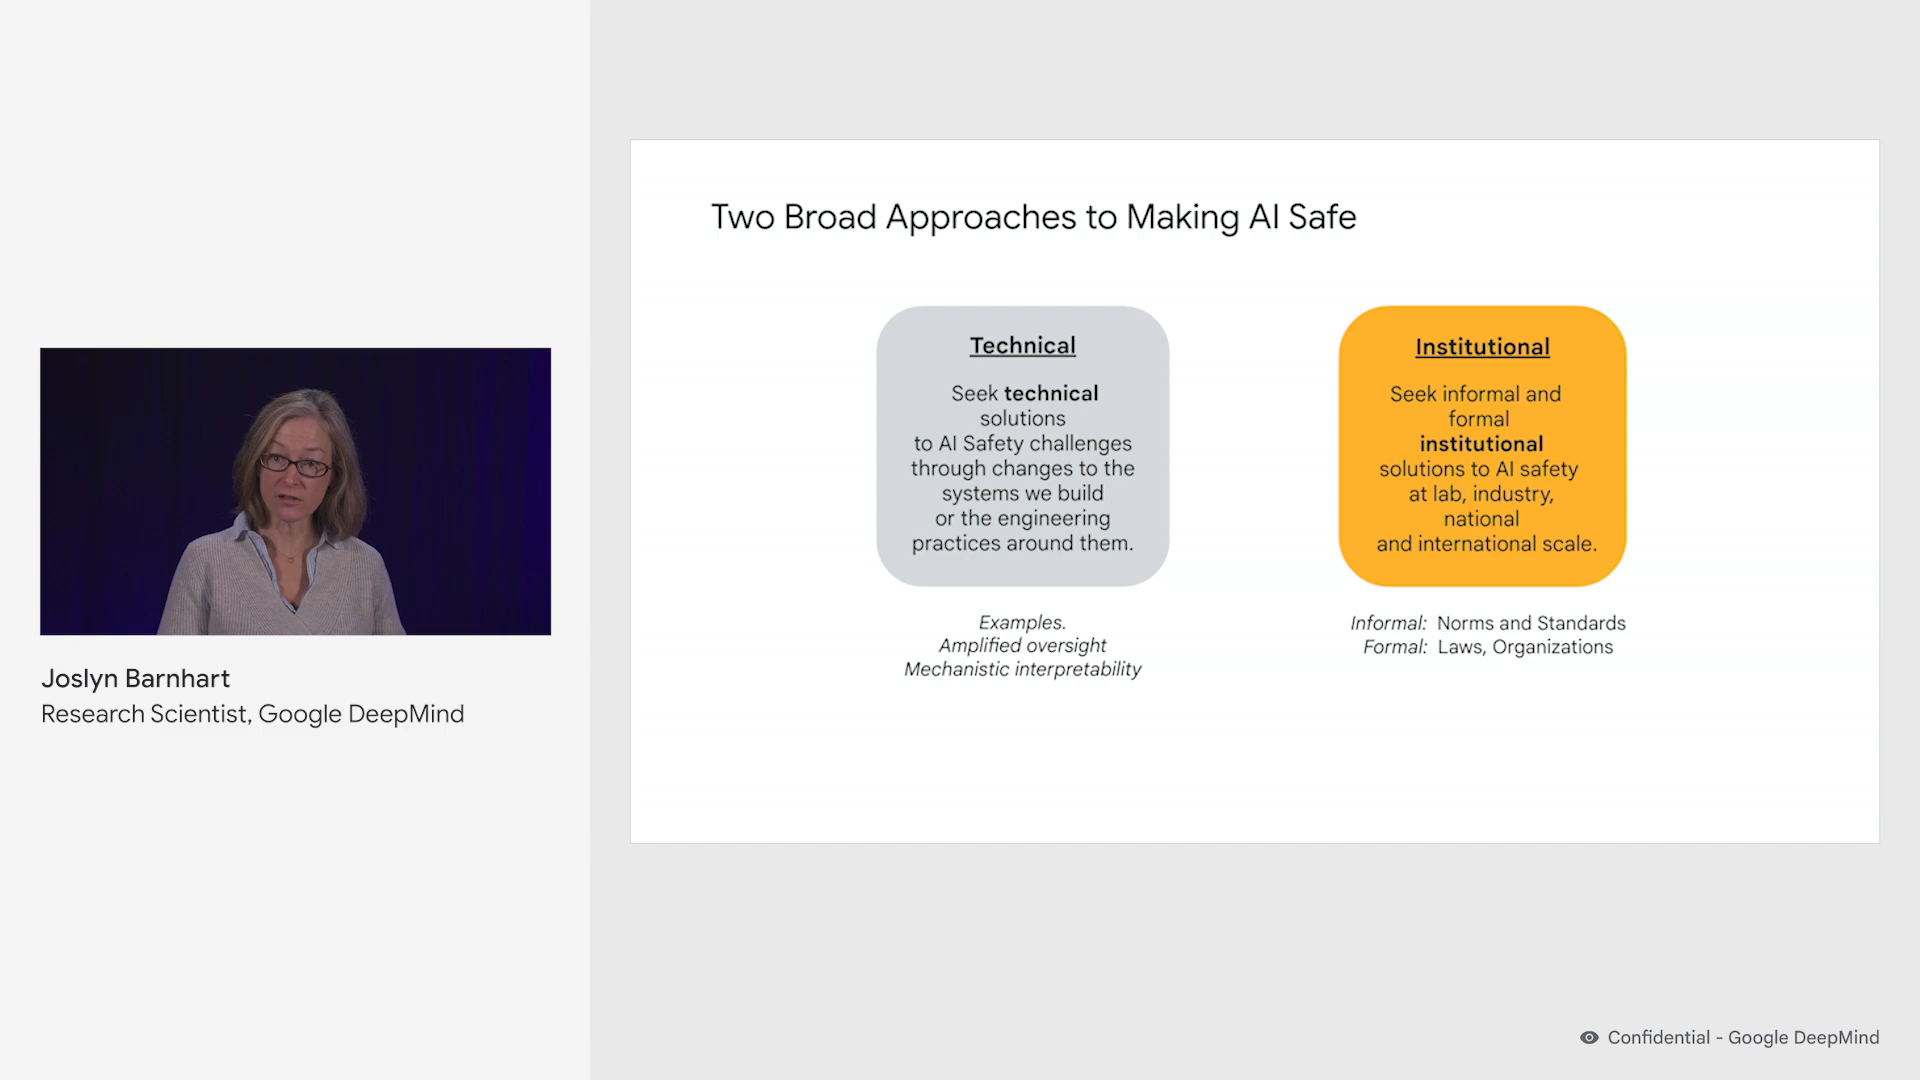 Two Broad Approaches to Making AI Safe
Technical
Seek technical
solutions
to AI Safety challenges
through changes to the
systems we build
or the engineering
practices around them.
Examples.
Amplified oversight
Mechanistic interpretability
Institutional
Seek informal and
formal
institutional
solutions to AI safety
at lab, industry,
national
and international scale.
Informal: Norms and Standards
Formal: Laws, Organizations
Joslyn Barnhart
Research Scientist, Google DeepMind
Confidential - Google DeepMind